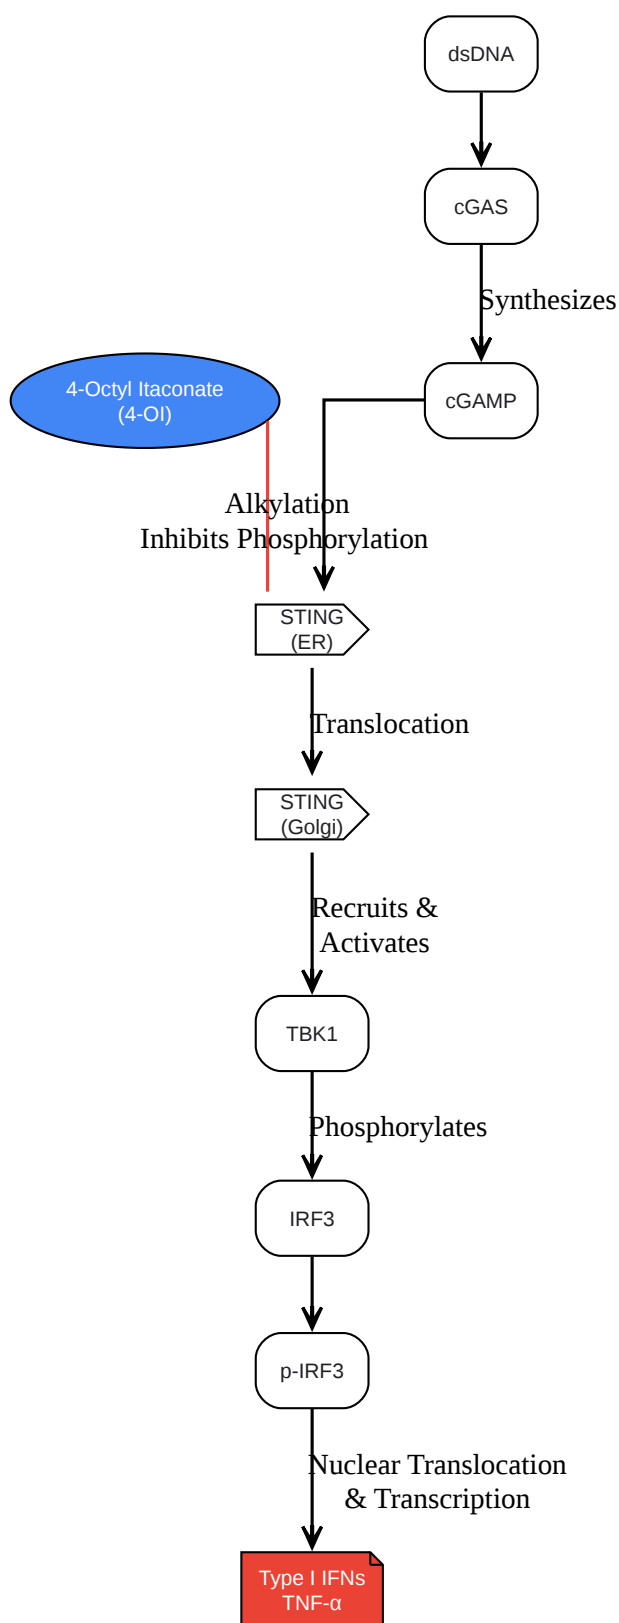 dsDNA
cGAS
Synthesizes
4-Octyl Itaconate
(4-OI)
cGAMP
Alkylation
Inhibits Phosphorylation
STING
(ER)
Translocation
STING
(Golgi)
Recruits &
Activates
TBK1
Phosphorylates
IRF3
p-IRF3
Nuclear Translocation
& Transcription
Type I IFNs
TNF-α